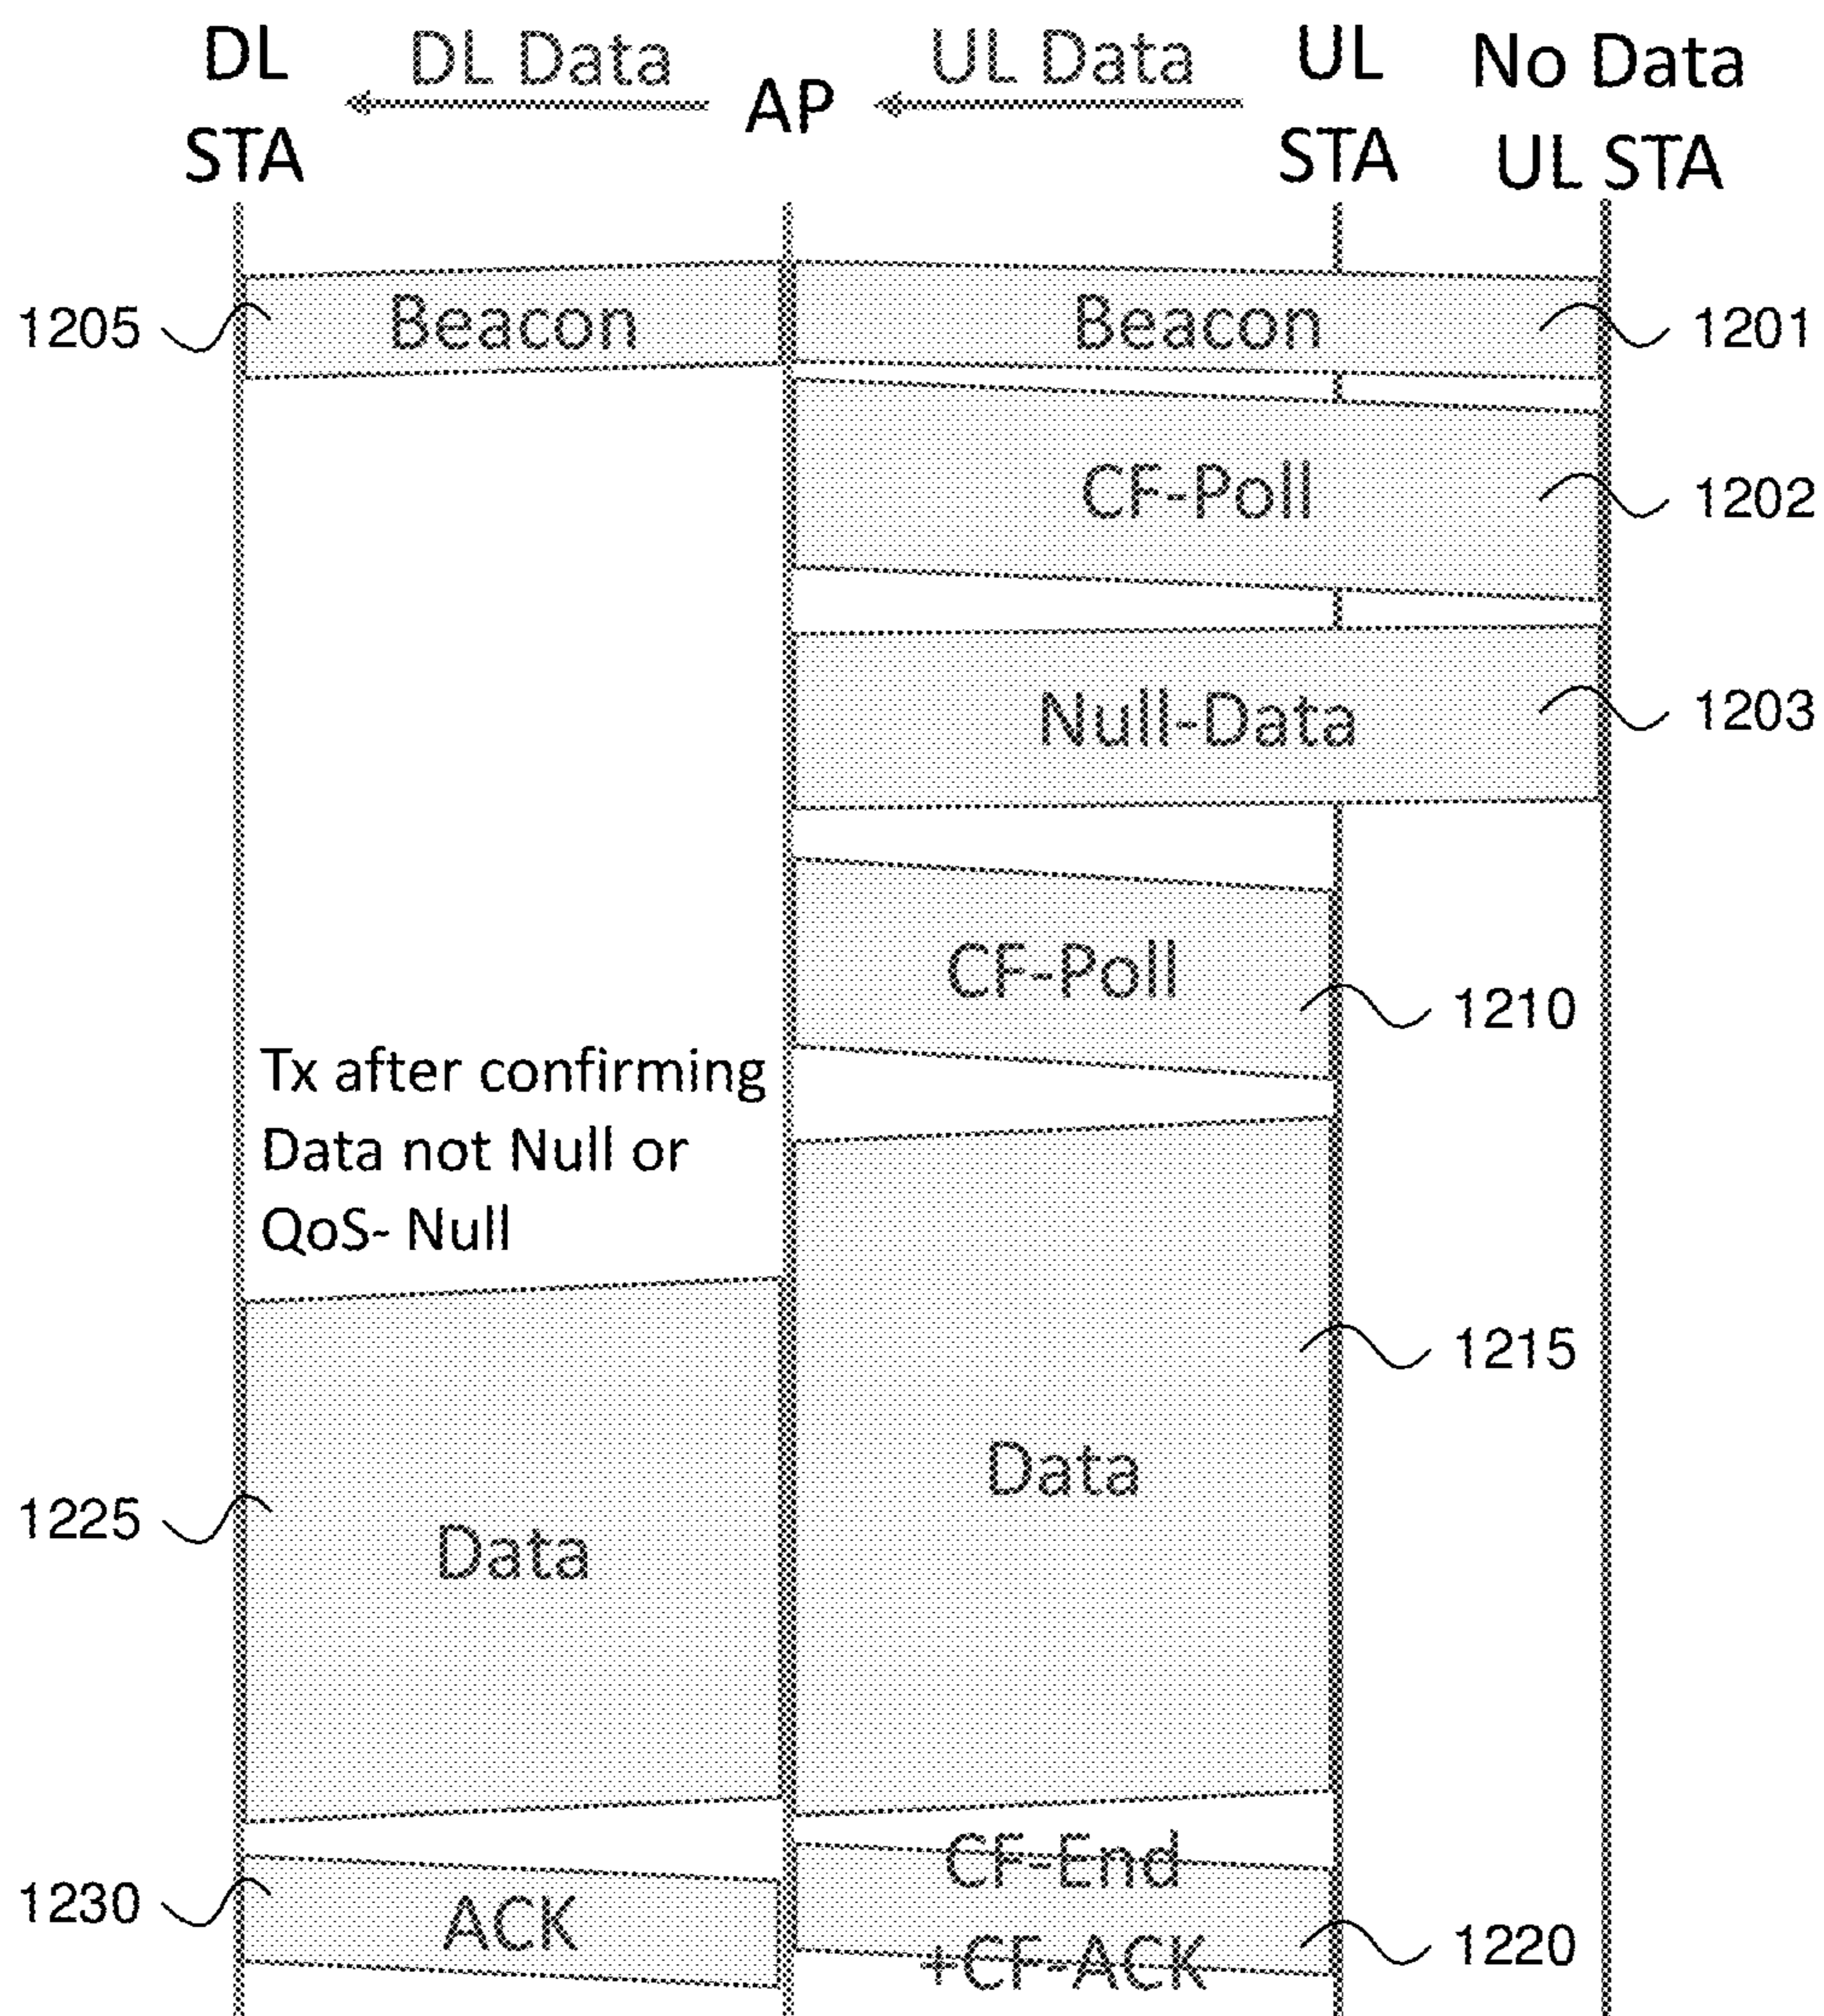 DL
STA
DL Data
AP
UL Data
UL
STA
No Data
UL STA
1205
Beacon
Beacon
1201
CF-Poll
1202
Null-Data
1203
CF-Poll
1210
Tx after confirming
Data not Null or
QoS- Null
1215
Data
1225
Data
CF-End
+CF-ACK
1220
1230
ACK